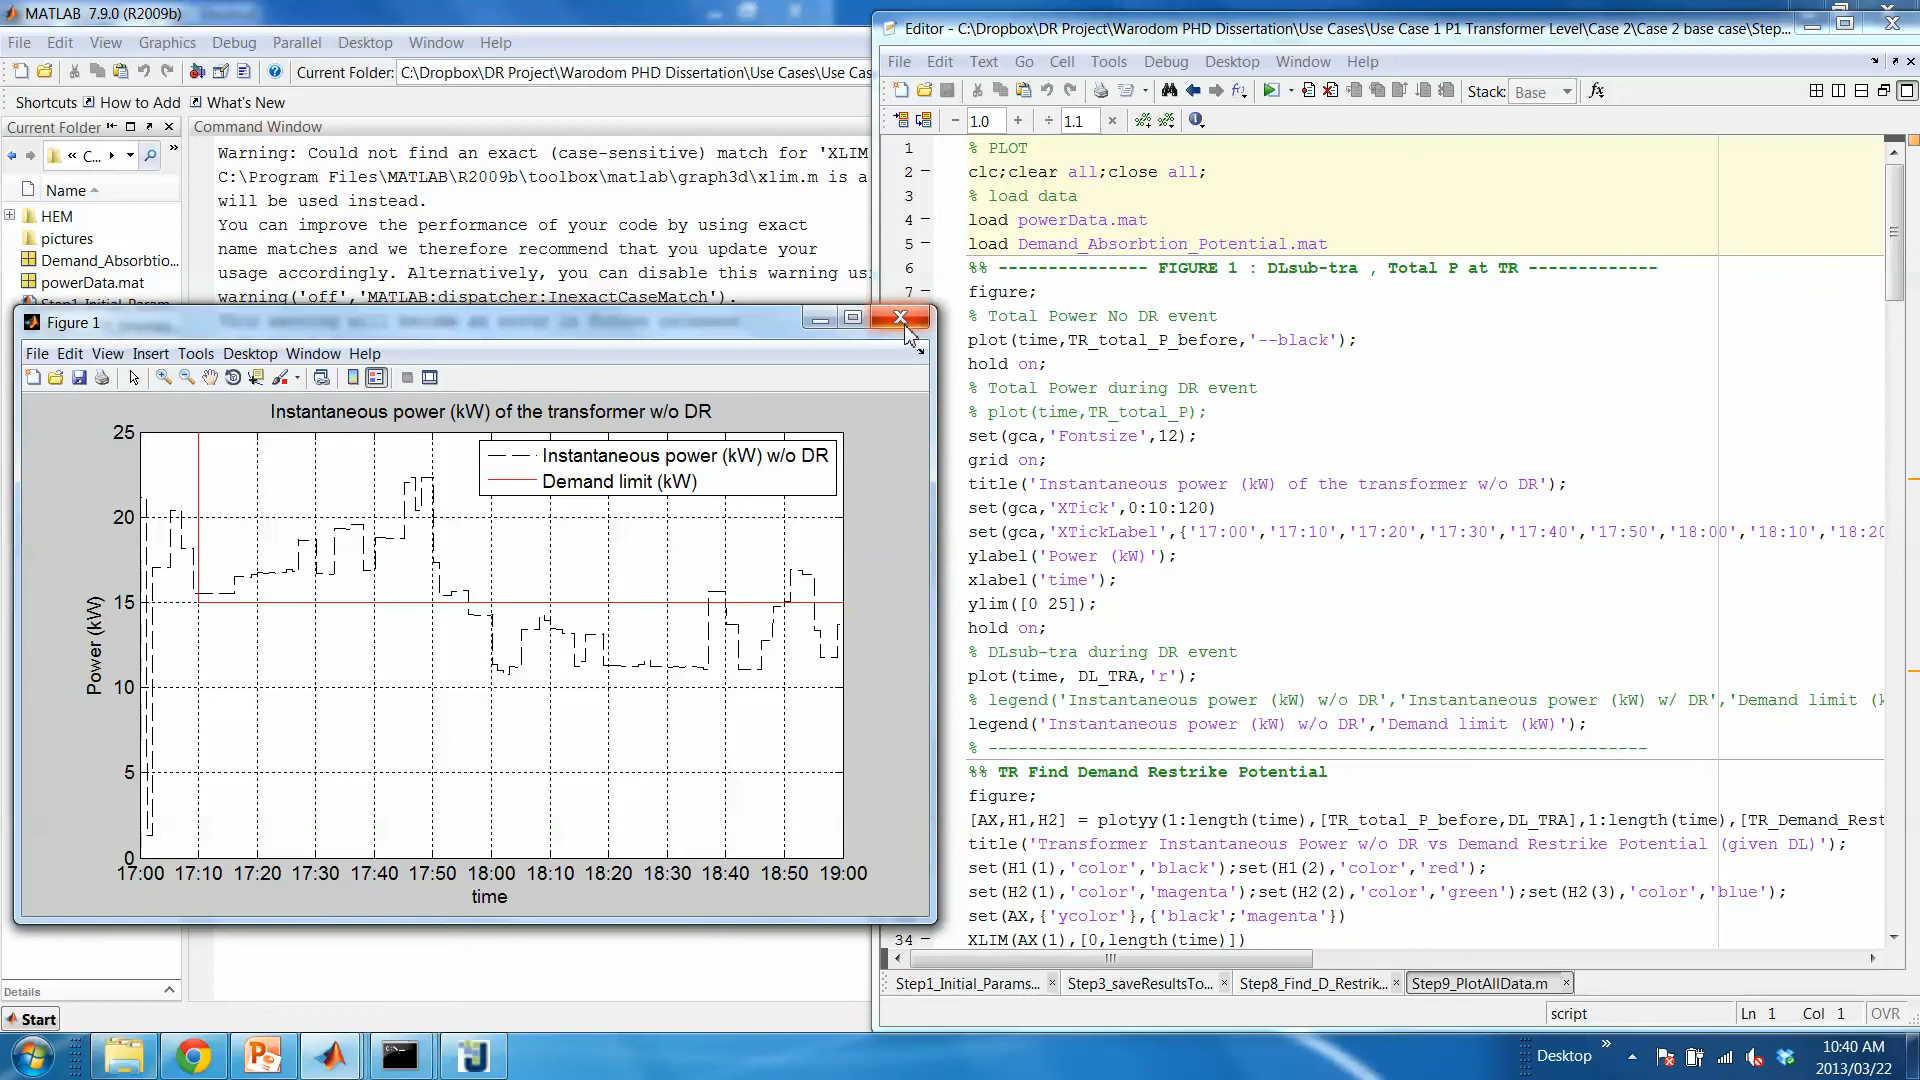 MATLAB 7.9.0 (R2009b)
File Edit View Graphics Debug Parallel Desktop Window Help
Current Folder: C:\Dropbox\DR Project\Warodom PHD Dissertation\Use Cases\Use Cas
Shortcuts How to Add What's New
Current Folder
« C...
Name
HEM
pictures
Demand_Absorbtio...
powerData.mat
Command Window
Warning: Could not find an exact (case-sensitive) match for 'XLIM
C:\Program Files\MATLAB\R2009b\toolbox\matlab\graph3d\xlim.m is a
will be used instead.
You can improve the performance of your code by using exact
name matches and we therefore recommend that you update your
usage accordingly. Alternatively, you can disable this warning usi
warning('off','MATLAB:dispatcher:InexactCaseMatch').
Figure 1
File Edit View Insert Tools Desktop Window Help
Instantaneous power (kW) of the transformer w/o DR
Instantaneous power (kW) w/o DR
Demand limit (kW)
25
20
15
10
5
0
Power (kW)
17:00 17:10 17:20 17:30 17:40 17:50 18:00 18:10 18:20 18:30 18:40 18:50 19:00
time
Details
Start
Editor - C:\Dropbox\DR Project\Warodom PHD Dissertation\Use Cases\Use Case 1 P1 Transformer Level\Case 2\Case 2 base case\Step...
File Edit Text Go Cell Tools Debug Desktop Window Help
Stack: Base fx
− 1.0 + ÷ 1.1 ×
1 % PLOT
2 clc;clear all;close all;
3 % load data
4 load powerData.mat
5 load Demand_Absorbtion_Potential.mat
6 %% --------------- FIGURE 1 : DLsub-tra , Total P at TR -------------
7 figure;
% Total Power No DR event
plot(time,TR_total_P_before,'--black');
hold on;
% Total Power during DR event
% plot(time,TR_total_P);
set(gca,'Fontsize',12);
grid on;
title('Instantaneous power (kW) of the transformer w/o DR');
set(gca,'XTick',0:10:120)
set(gca,'XTickLabel',{'17:00','17:10','17:20','17:30','17:40','17:50','18:00','18:10','18:20
ylabel('Power (kW)');
xlabel('time');
ylim([0 25]);
hold on;
% DLsub-tra during DR event
plot(time, DL_TRA,'r');
% legend('Instantaneous power (kW) w/o DR','Instantaneous power (kW) w/ DR','Demand limit (k
legend('Instantaneous power (kW) w/o DR','Demand limit (kW)');
% ------------------------------------------------------------------
%% TR Find Demand Restrike Potential
figure;
[AX,H1,H2] = plotyy(1:length(time),[TR_total_P_before,DL_TRA],1:length(time),[TR_Demand_Rest
title('Transformer Instantaneous Power w/o DR vs Demand Restrike Potential (given DL)');
set(H1(1),'color','black');set(H1(2),'color','red');
set(H2(1),'color','magenta');set(H2(2),'color','green');set(H2(3),'color','blue');
set(AX,{'ycolor'},{'black';'magenta'})
34 XLIM(AX(1),[0,length(time)])
Step1_Initial_Params... × Step3_saveResultsTo... × Step8_Find_D_Restrik... × Step9_PlotAllData.m ×
script Ln 1 Col 1 OVR
Desktop
10:40 AM
2013/03/22